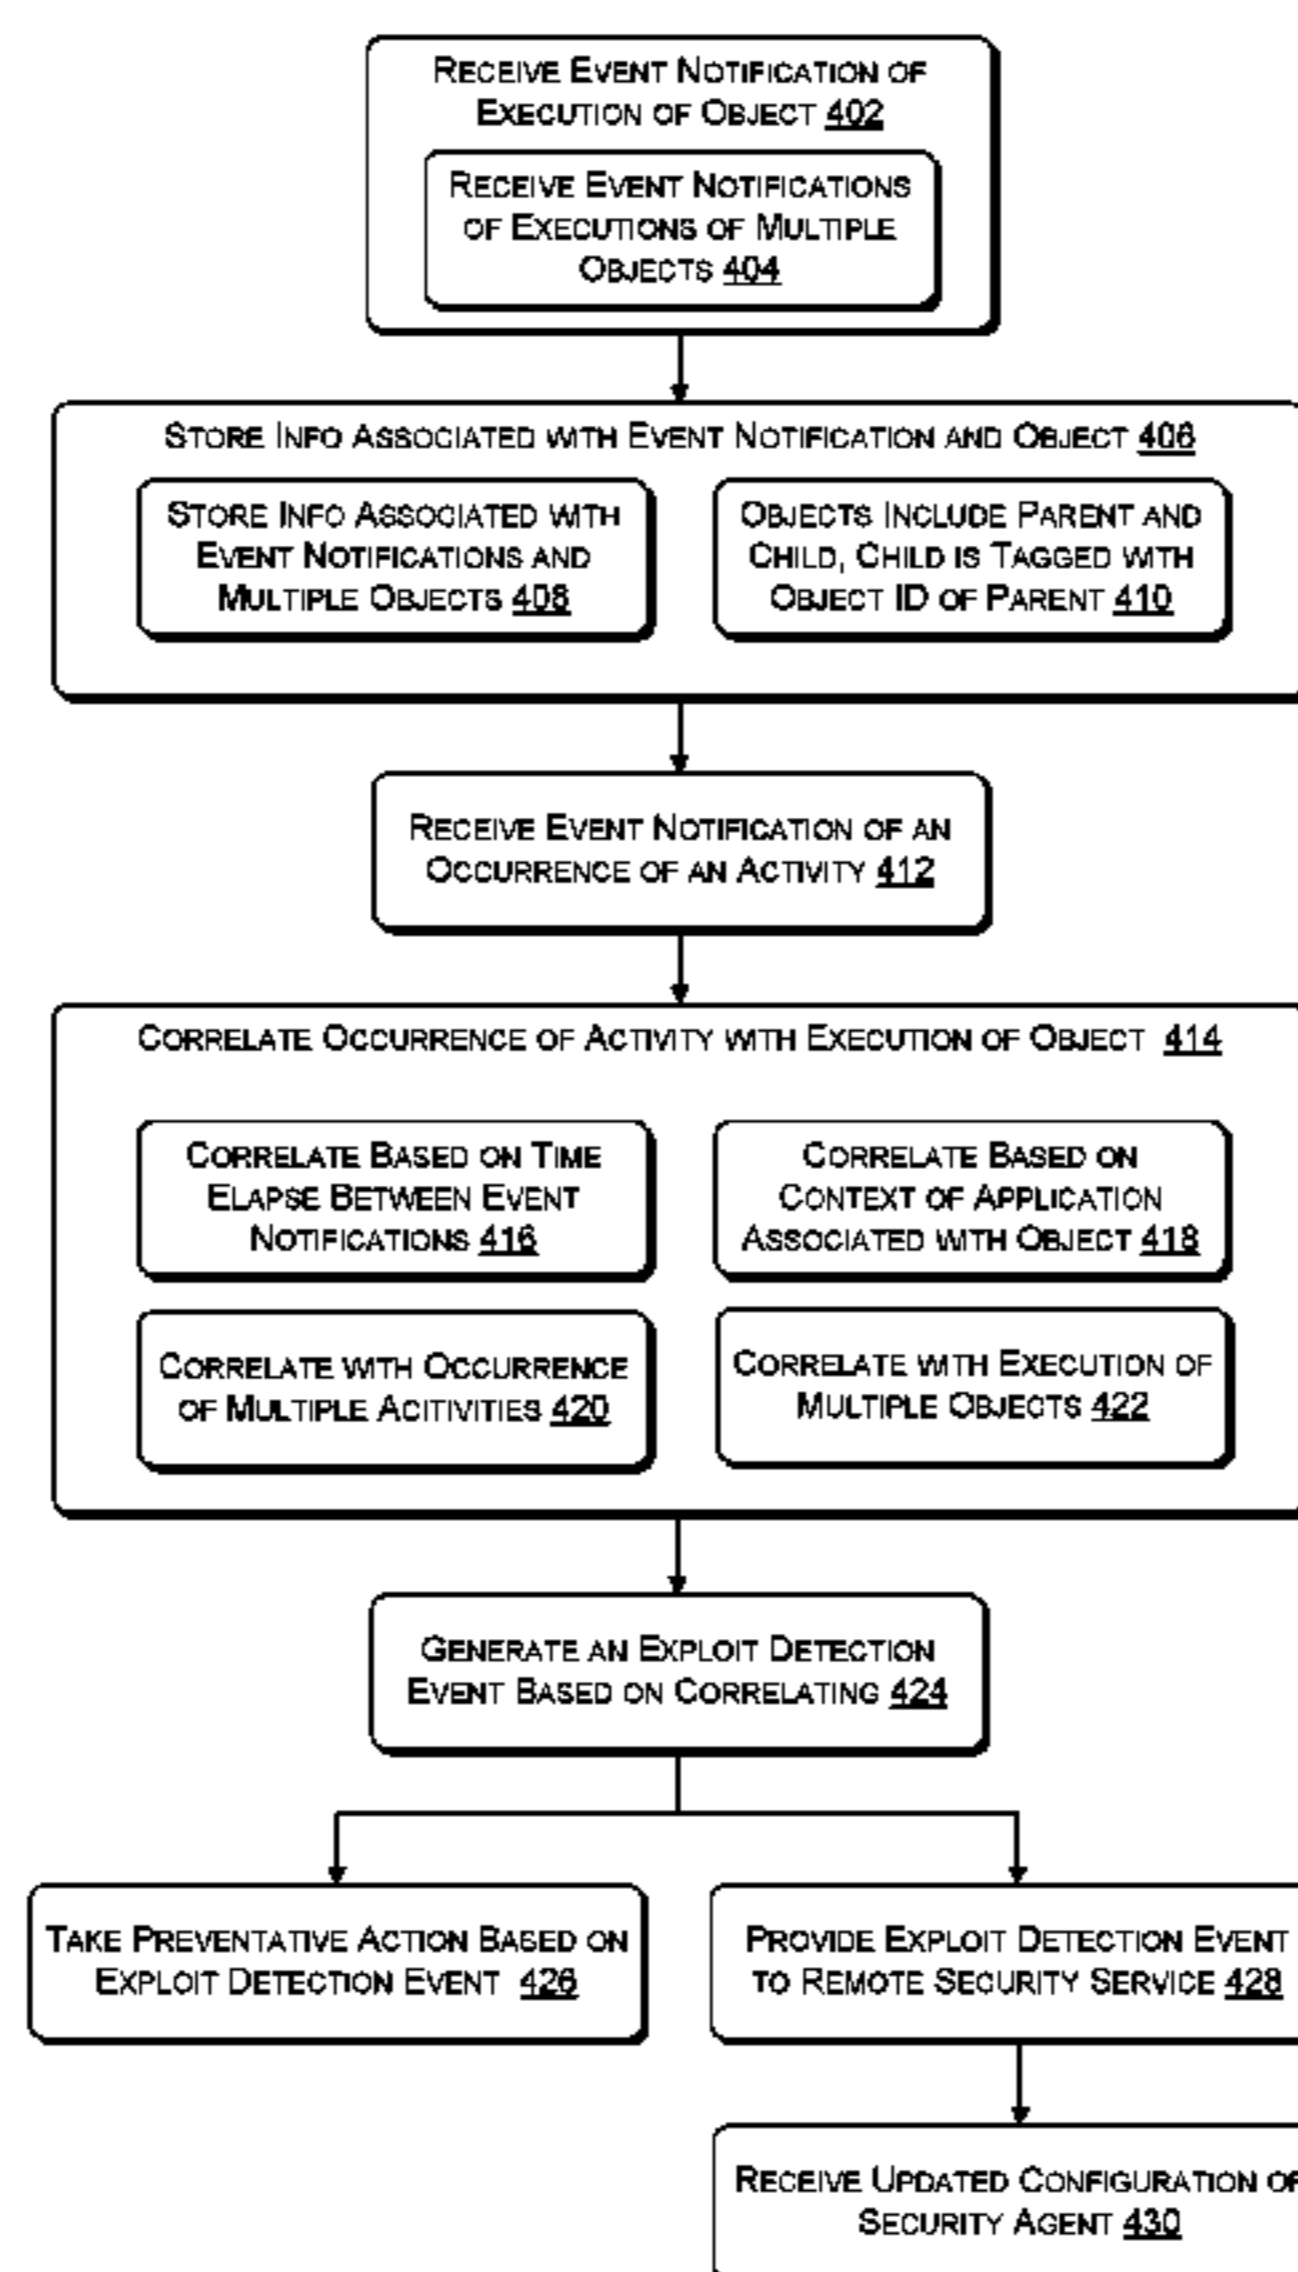 RECEIVE EVENT NOTIFICATION OF
EXECUTION OF OBJECT 402
RECEIVE EVENT NOTIFICATIONS
OF EXECUTIONS OF MULTIPLE
OBJECTS 404
STORE INFO ASSOCIATED WITH EVENT NOTIFICATION AND OBJECT 406
STORE INFO ASSOCIATED WITH
EVENT NOTIFICATIONS AND
MULTIPLE OBJECTS 408
OBJECTS INCLUDE PARENT AND
CHILD, CHILD IS TAGGED WITH
OBJECT ID OF PARENT 410
RECEIVE EVENT NOTIFICATION OF AN
OCCURRENCE OF AN ACTIVITY 412
CORRELATE OCCURRENCE OF ACTIVITY WITH EXECUTION OF OBJECT 414
CORRELATE BASED ON TIME
ELAPSE BETWEEN EVENT
NOTIFICATIONS 416
CORRELATE BASED ON
CONTEXT OF APPLICATION
ASSOCIATED WITH OBJECT 418
CORRELATE WITH OCCURRENCE
OF MULTIPLE ACITIVITIES 420
CORRELATE WITH EXECUTION OF
MULTIPLE OBJECTS 422
GENERATE AN EXPLOIT DETECTION
EVENT BASED ON CORRELATING 424
TAKE PREVENTATIVE ACTION BASED ON
EXPLOIT DETECTION EVENT 426
PROVIDE EXPLOIT DETECTION EVENT
TO REMOTE SECURITY SERVICE 428
RECEIVE UPDATED CONFIGURATION OF
SECURITY AGENT 430